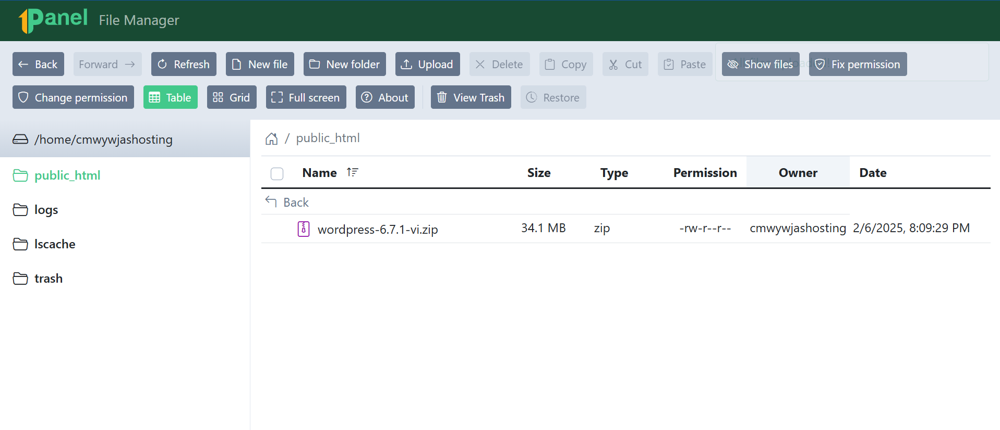 1Panel File Manager
Back Forward Refresh New file New folder Upload Delete Copy Cut Paste Show files Fix permission
Change permission Table Grid Full screen About View Trash Restore
/home/cmwywjashosting
public_html
logs
lscache
trash
/ public_html
Name Size Type Permission Owner Date
Back
wordpress-6.7.1-vi.zip 34.1 MB zip -rw-r--r-- cmwywjashosting 2/6/2025, 8:09:29 PM